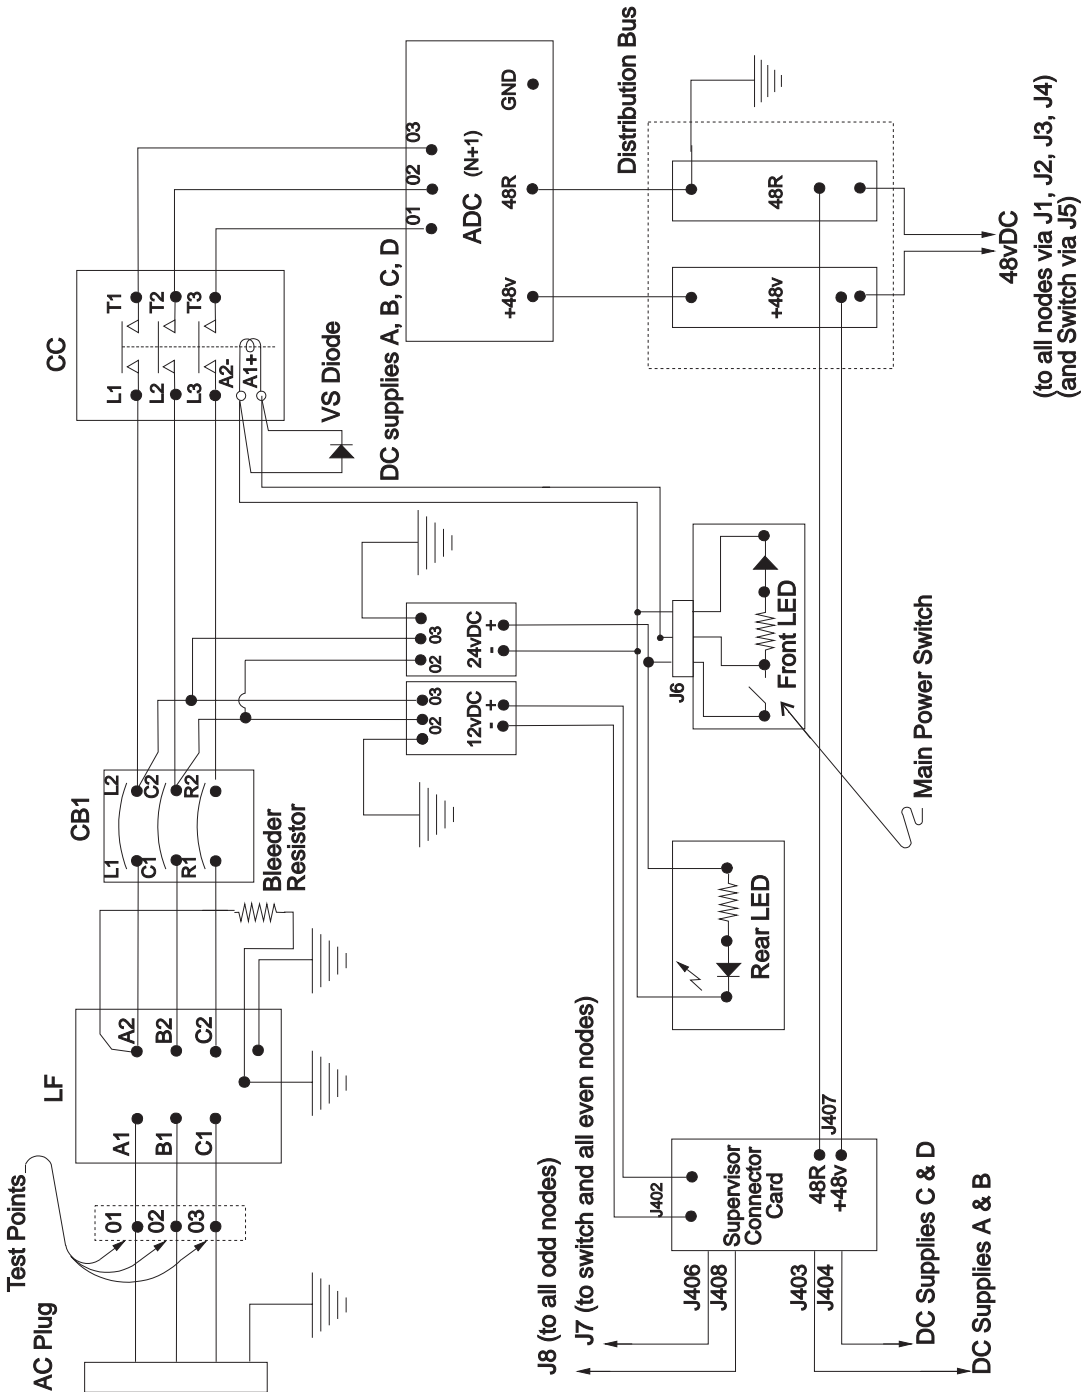 AC Plug
Test Points
01
02
03
LF
A1
B1
C1
A2
B2
C2
Bleeder
Resistor
CB1
L1
C1
R1
L2
C2
R2
CC
L1
L2
L3
A2-
A1+
T1
T2
T3
VS Diode
DC supplies A, B, C, D
01
02
03
ADC (N+1)
+48v
48R
GND
02
03
12vDC
-
+
02
03
24vDC
-
+
Distribution Bus
+48v
48R
48vDC
(to all nodes via J1, J2, J3, J4)
(and Switch via J5)
J6
Front LED
Main Power Switch
Rear LED
J8 (to all odd nodes)
J7 (to switch and all even nodes)
J406
J408
J403
J404
J402
Supervisor
Connector
Card
48R
+48v
J407
DC Supplies C & D
DC Supplies A & B